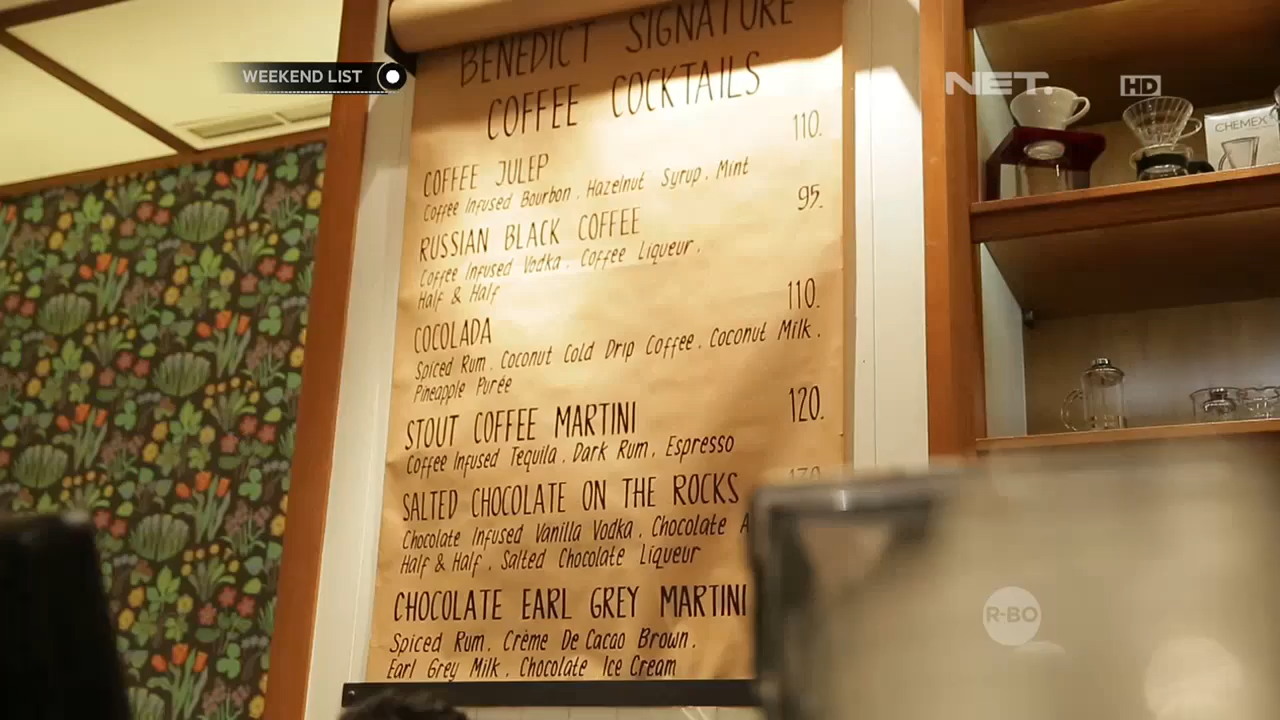 WEEKEND LIST
NET.
HD
BENEDICT SIGNATURE
COFFEE COCKTAILS
COFFEE JULEP 110.
Coffee Infused Bourbon, Hazelnut Syrup, Mint
RUSSIAN BLACK COFFEE 95.
Coffee Infused Vodka, Coffee Liqueur,
Half & Half
COCOLADA 110.
Spiced Rum, Coconut Cold Drip Coffee, Coconut Milk,
Pineapple Purée
STOUT COFFEE MARTINI 120.
Coffee Infused Tequila, Dark Rum, Espresso
SALTED CHOCOLATE ON THE ROCKS
Chocolate Infused Vanilla Vodka, Chocolate
Half & Half, Salted Chocolate Liqueur
CHOCOLATE EARL GREY MARTINI
Spiced Rum, Crème De Cacao Brown,
Earl Grey Milk, Chocolate Ice Cream
CHEMEX
R-BO